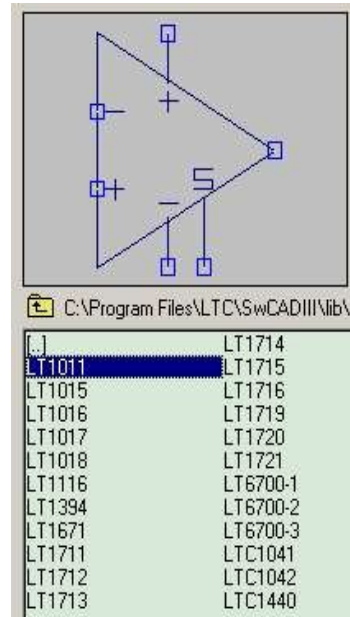 +
−
+
S
−
C:\Program Files\LTC\SwCADIII\lib\
[..] LT1714
LT1011 LT1715
LT1015 LT1716
LT1016 LT1719
LT1017 LT1720
LT1018 LT1721
LT1116 LT6700-1
LT1394 LT6700-2
LT1671 LT6700-3
LT1711 LTC1041
LT1712 LTC1042
LT1713 LTC1440